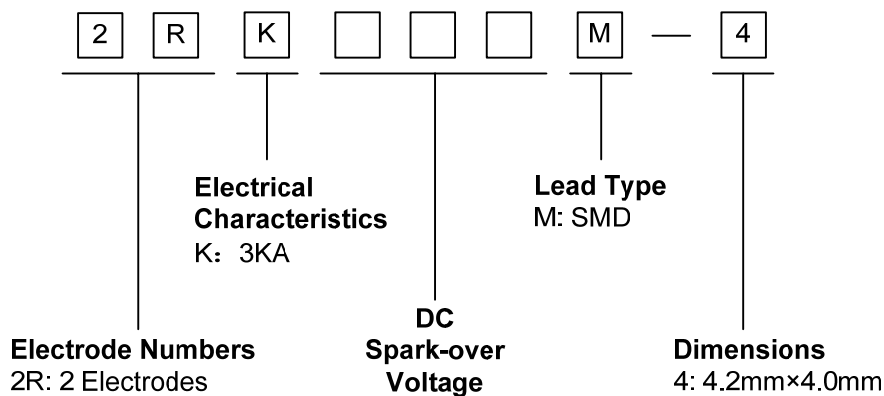 2 R K M — 4
Electrical
Characteristics
K：3KA
Lead Type
M: SMD
DC
Spark-over
Voltage
Electrode Numbers
2R: 2 Electrodes
Dimensions
4: 4.2mm×4.0mm